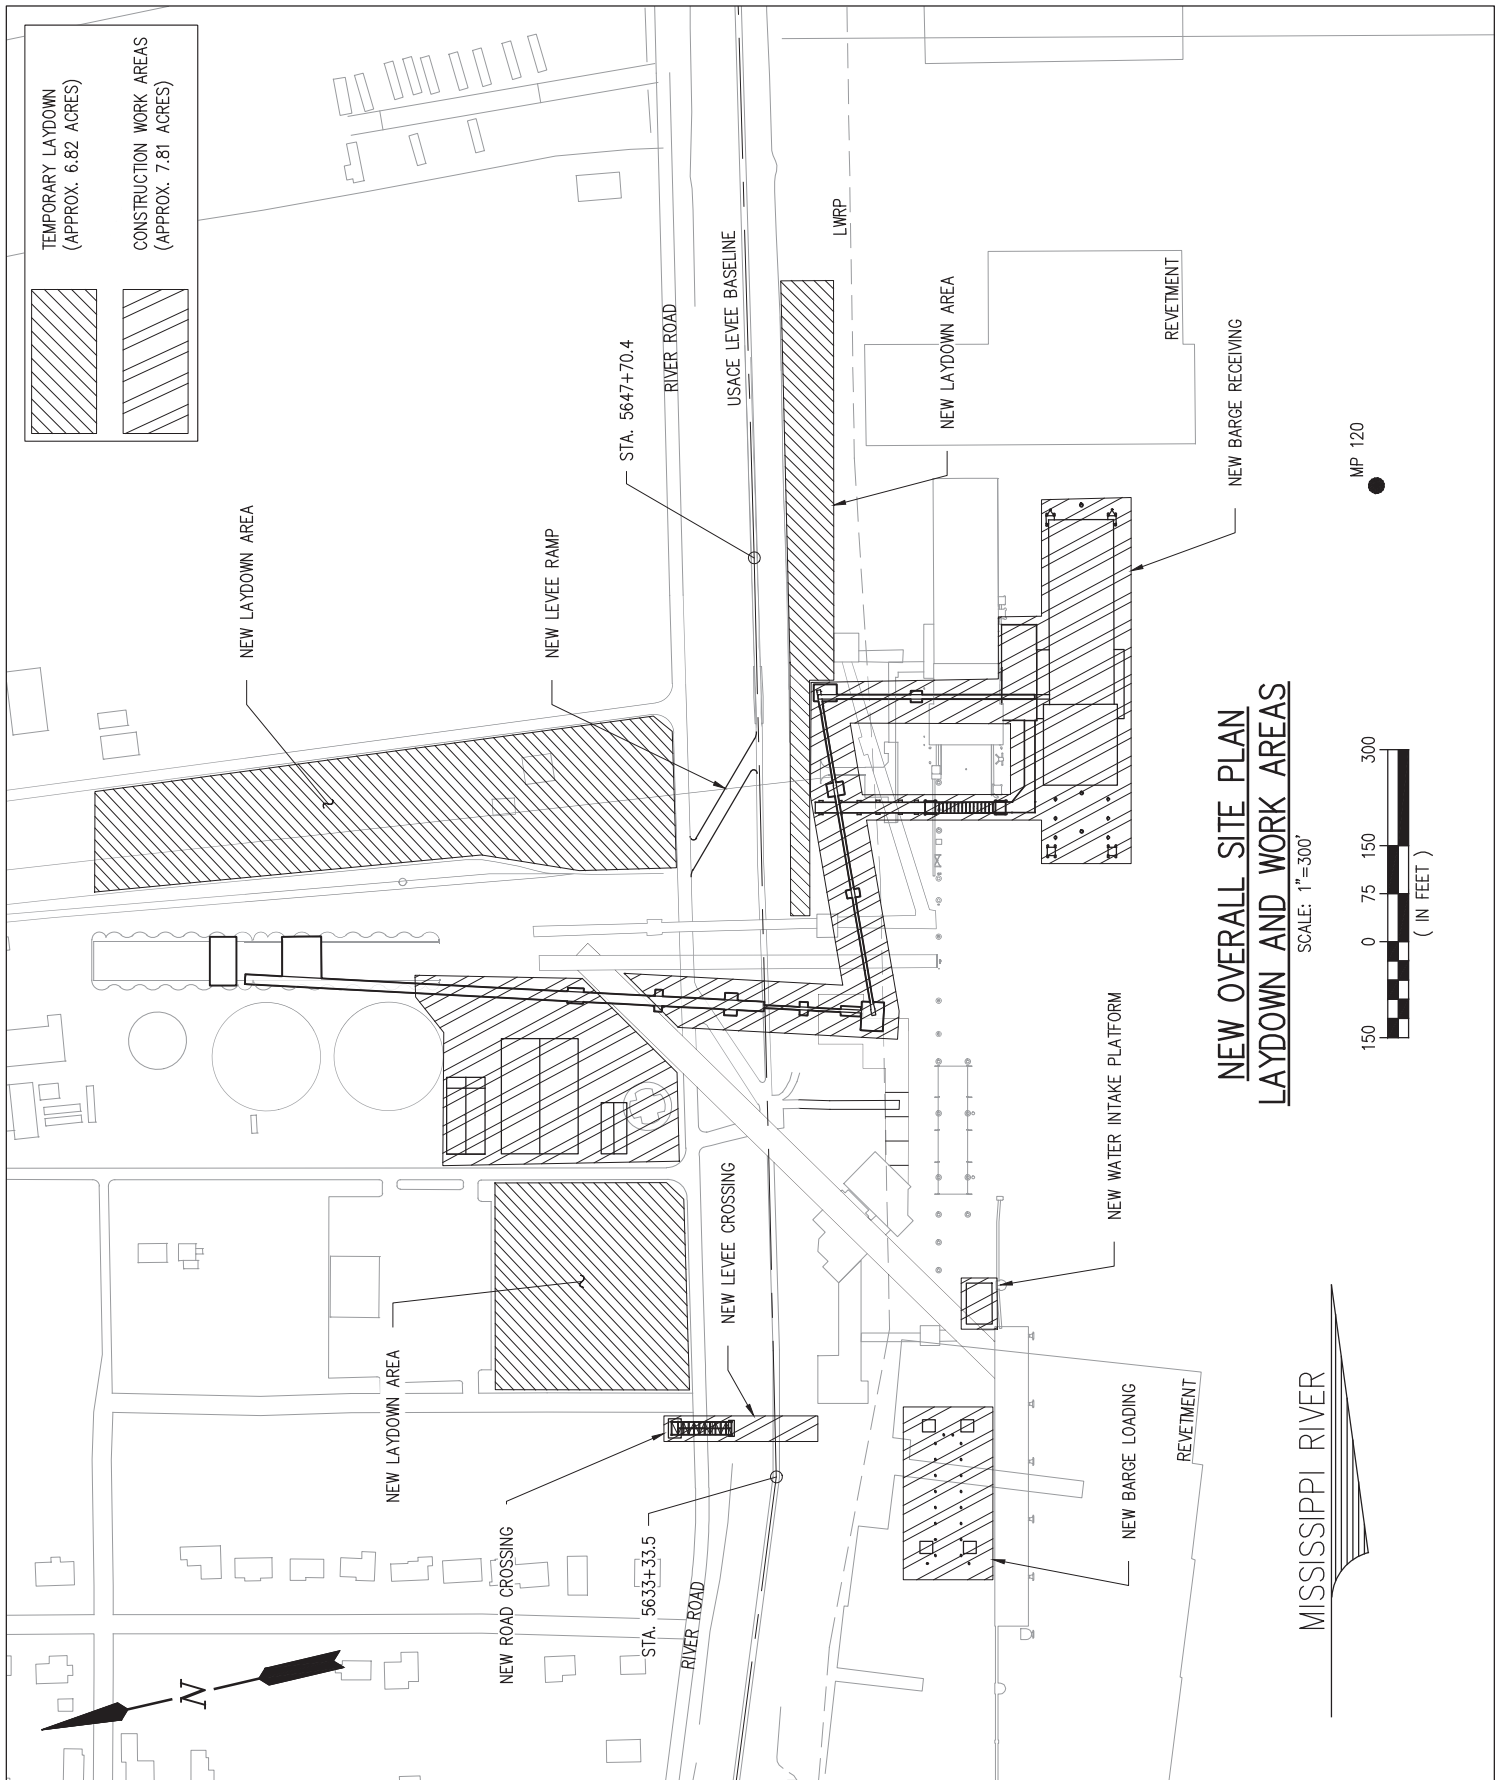 TEMPORARY LAYDOWN
(APPROX. 6.82 ACRES)
CONSTRUCTION WORK AREAS
(APPROX. 7.81 ACRES)
NEW LAYDOWN AREA
NEW LEVEE RAMP
STA. 5647+70.4
RIVER ROAD
USACE LEVEE BASELINE
LWRP
NEW LAYDOWN AREA
REVETMENT
NEW BARGE RECEIVING
MP 120
NEW LAYDOWN AREA
NEW ROAD CROSSING
STA. 5633+33.5
RIVER ROAD
NEW LEVEE CROSSING
NEW WATER INTAKE PLATFORM
NEW BARGE LOADING
REVETMENT
N
MISSISSIPPI RIVER
NEW OVERALL SITE PLAN
LAYDOWN AND WORK AREAS
SCALE: 1"=300'
150 0 75 150 300
( IN FEET )